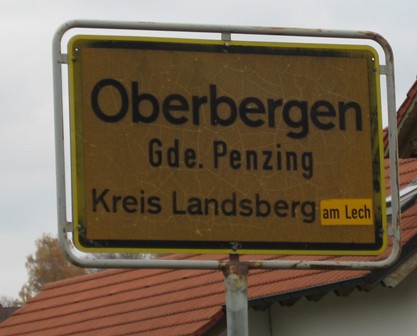 Oberbergen
Gde. Penzing
Kreis Landsberg am Lech